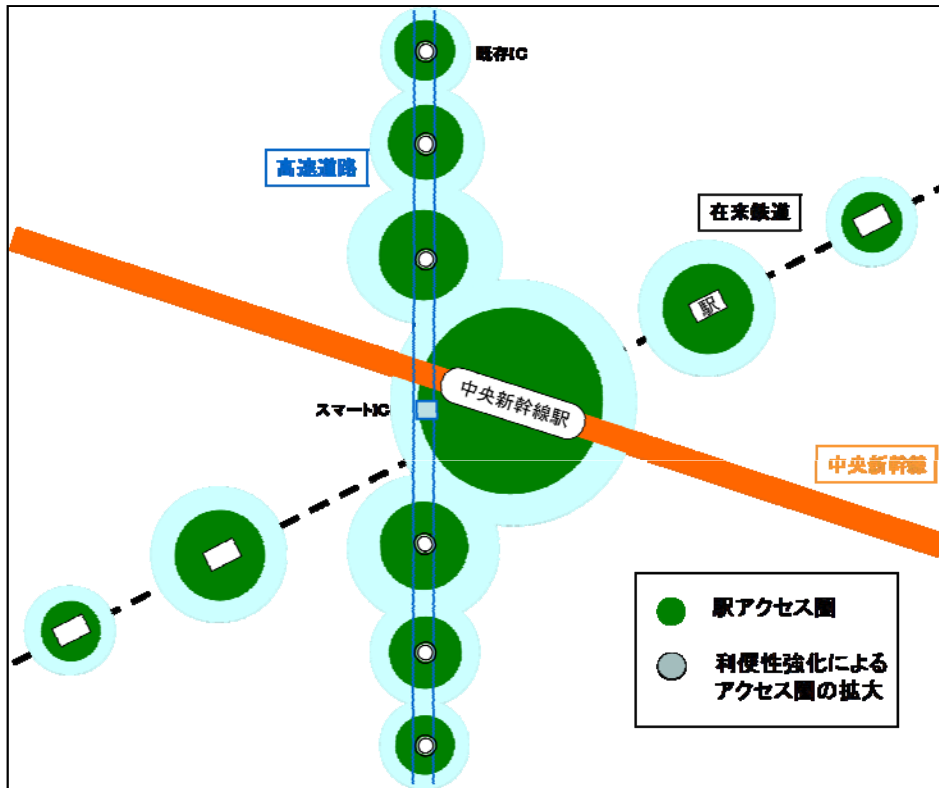 既存IC
高速道路
在来鉄道
駅
中央新幹線駅
スマートIC
中央新幹線
駅アクセス圏
利便性強化による
アクセス圏の拡大